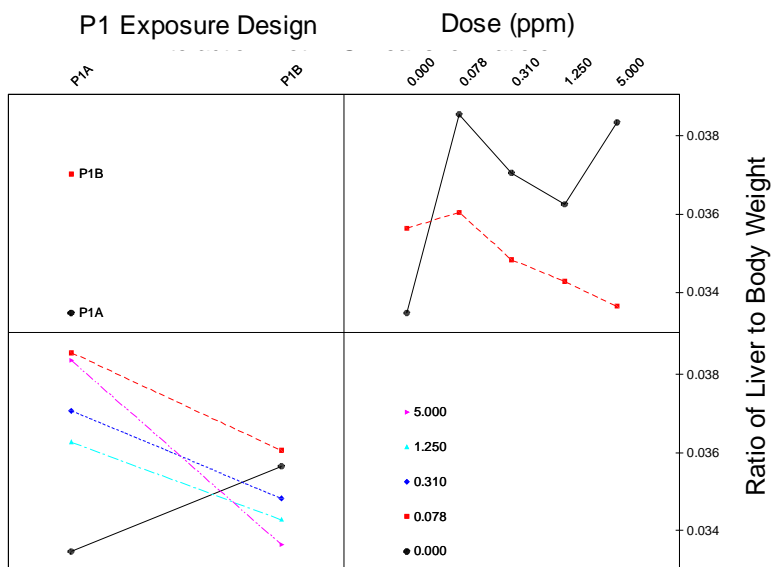 P1 Exposure Design Dose (ppm)
P1A P1B 0.000 0.078 0.310 1.250 5.000
P1B
P1A
0.038
0.036
0.034
Ratio of Liver to Body Weight
0.038
0.036
0.034
5.000
1.250
0.310
0.078
0.000